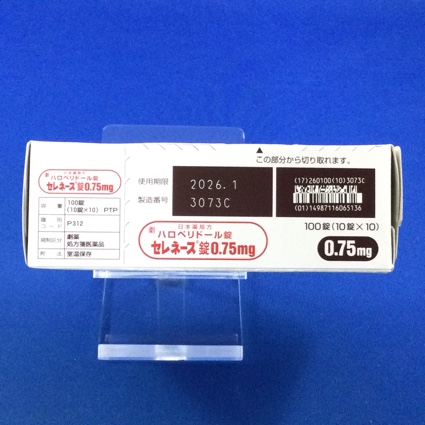 日本薬局方
劇 ハロペリドール錠
セレネース®錠0.75mg
容量 100錠
(10錠×10) PTP
識別コード P312
規制区分 劇薬
処方箋医薬品
貯法 室温保存
この部分から切り取れます。
使用期限 2026.1
製造番号 3073C
(17)260100(10)3073C
(01)14987116065136
日本薬局方
劇 ハロペリドール錠
セレネース®錠0.75mg
100錠(10錠×10)
0.75mg